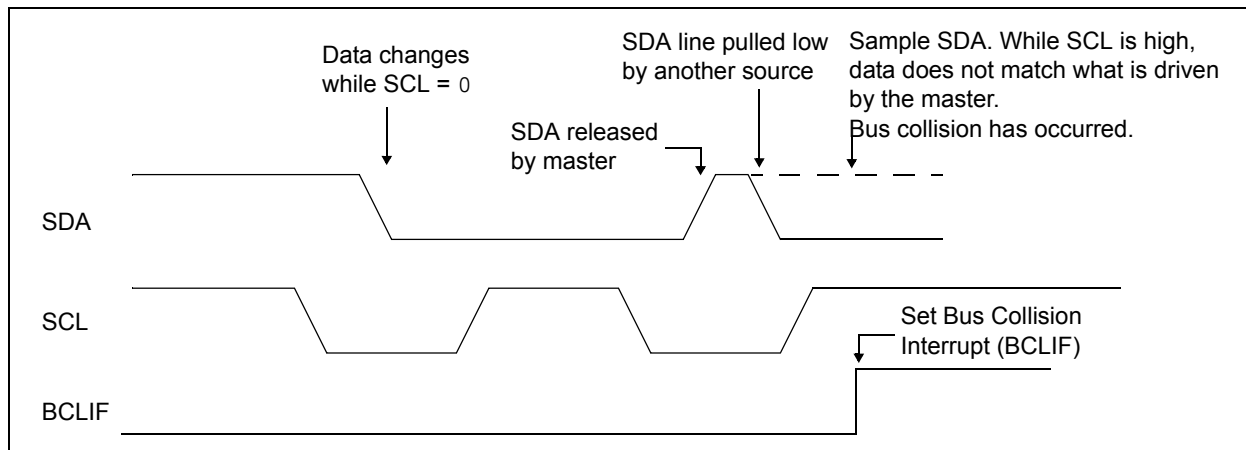 Data changes
while SCL = 0
SDA line pulled low
by another source
Sample SDA. While SCL is high,
data does not match what is driven
by the master.
Bus collision has occurred.
SDA released
by master
SDA
SCL
Set Bus Collision
Interrupt (BCLIF)
BCLIF